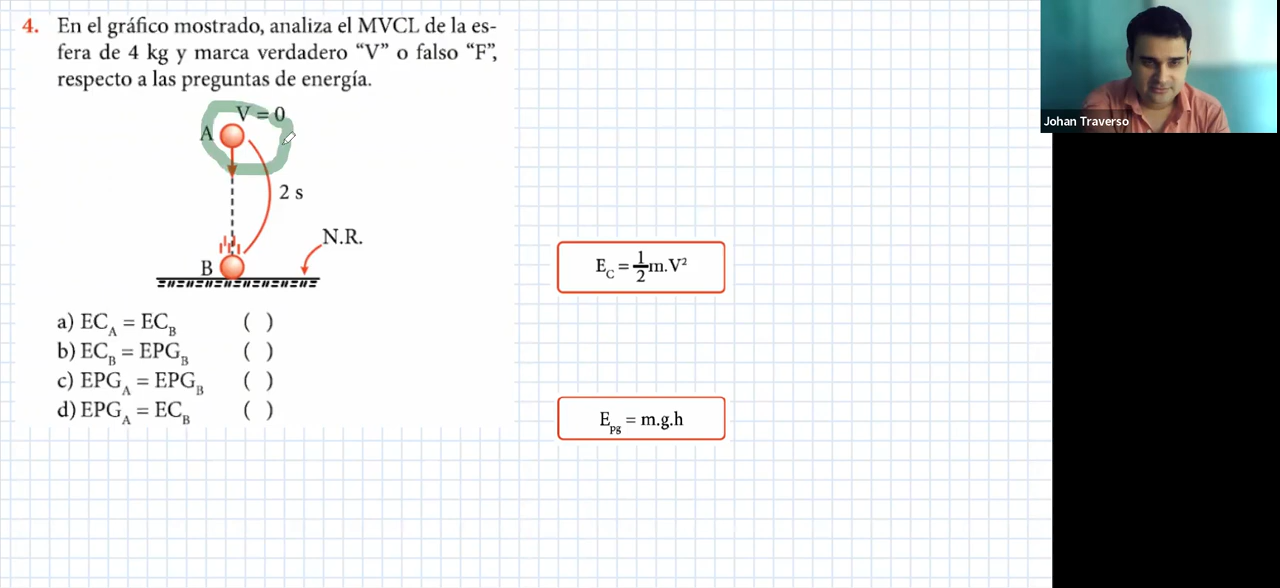 4. En el gráfico mostrado, analiza el MVCL de la es-
fera de 4 kg y marca verdadero “V” o falso “F”,
respecto a las preguntas de energía.
V = 0
A
2 s
N.R.
B
a) EC_A = EC_B ( )
b) EC_B = EPG_B ( )
c) EPG_A = EPG_B ( )
d) EPG_A = EC_B ( )
E_C = 1/2 m.V²
E_pg = m.g.h
Johan Traverso